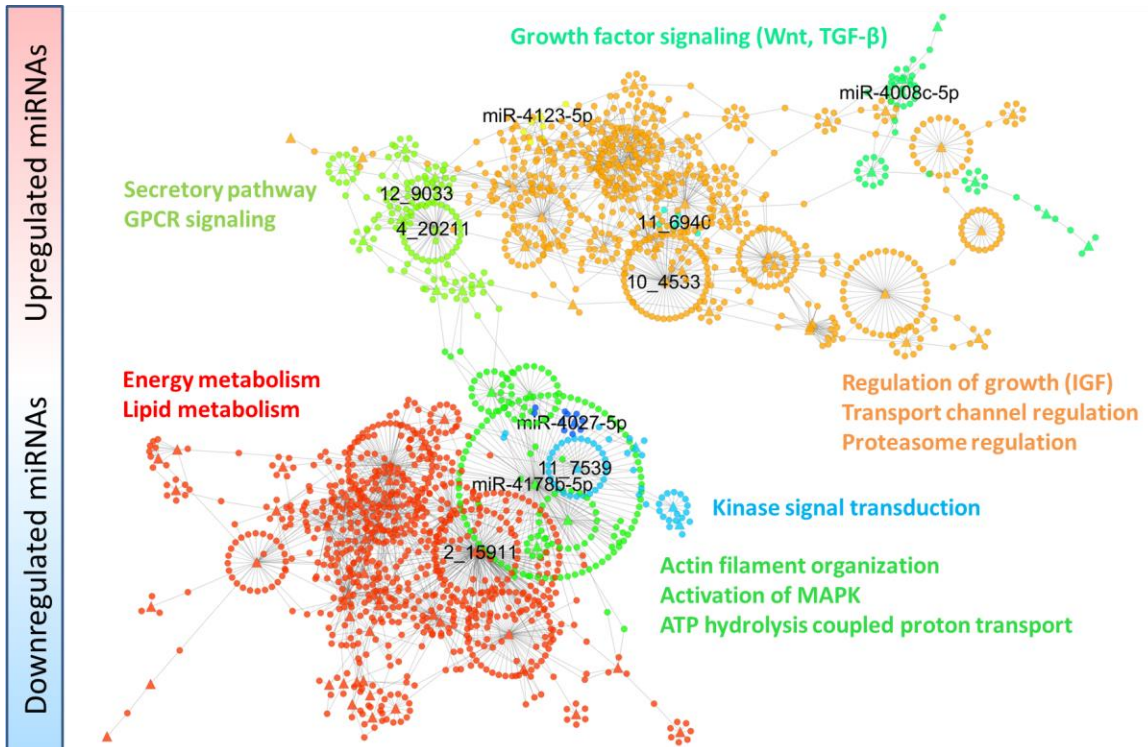 Upregulated miRNAs
Downregulated miRNAs
Growth factor signaling (Wnt, TGF-β)
miR-4008c-5p
miR-4123-5p
Secretory pathway
GPCR signaling
12_9033
4_20211
11_6940
10_4533
Energy metabolism
Lipid metabolism
Regulation of growth (IGF)
Transport channel regulation
Proteasome regulation
miR-4027-5p
11_7539
miR-4178b-5p
2_15911
Kinase signal transduction
Actin filament organization
Activation of MAPK
ATP hydrolysis coupled proton transport